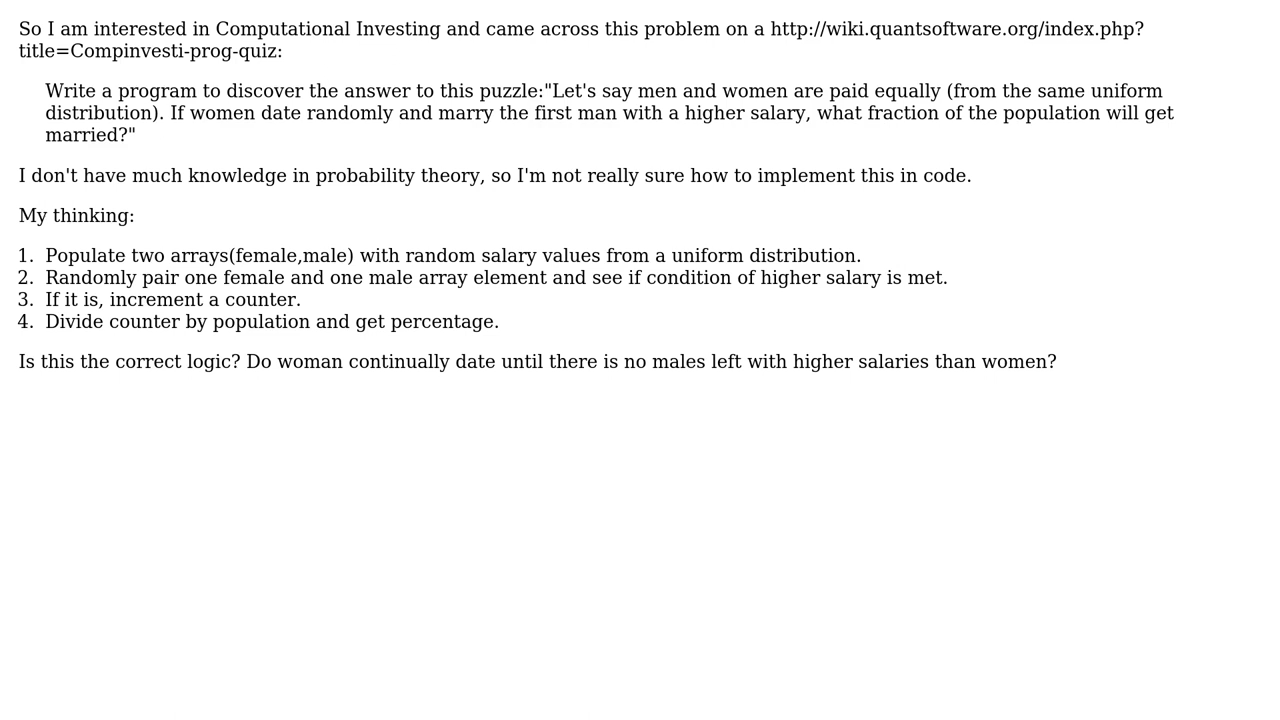 So I am interested in Computational Investing and came across this problem on a http://wiki.quantsoftware.org/index.php?
title=Compinvesti-prog-quiz:
Write a program to discover the answer to this puzzle:"Let's say men and women are paid equally (from the same uniform
distribution). If women date randomly and marry the first man with a higher salary, what fraction of the population will get
married?"
I don't have much knowledge in probability theory, so I'm not really sure how to implement this in code.
My thinking:
1. Populate two arrays(female,male) with random salary values from a uniform distribution.
2. Randomly pair one female and one male array element and see if condition of higher salary is met.
3. If it is, increment a counter.
4. Divide counter by population and get percentage.
Is this the correct logic? Do woman continually date until there is no males left with higher salaries than women?